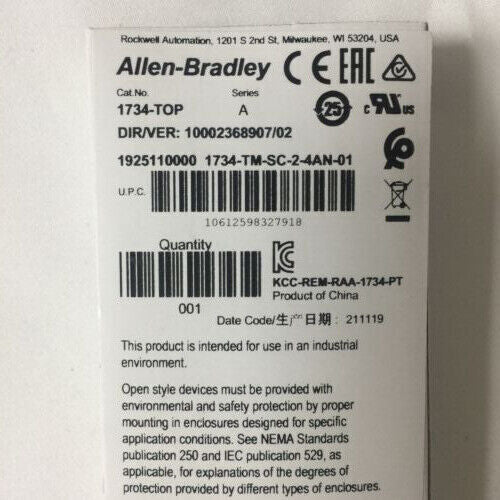 Rockwell Automation, 1201 S 2nd St, Milwaukee, WI 53204, USA
Allen-Bradley CE EAC
Cat.No. Series
1734-TOP A
25 c UL us
DIR/VER: 10002368907/02
1925110000 1734-TM-SC-2-4AN-01
U.P.C.
10612598327918
Quantity
KCC-REM-RAA-1734-PT
Product of China
001
Date Code/生产日期: 211119
This product is intended for use in an industrial
environment.
Open style devices must be provided with
environmental and safety protection by proper
mounting in enclosures designed for specific
application conditions. See NEMA Standards
publication 250 and IEC publication 529, as
applicable, for explanations of the degrees of
protection provided by different types of enclosures.